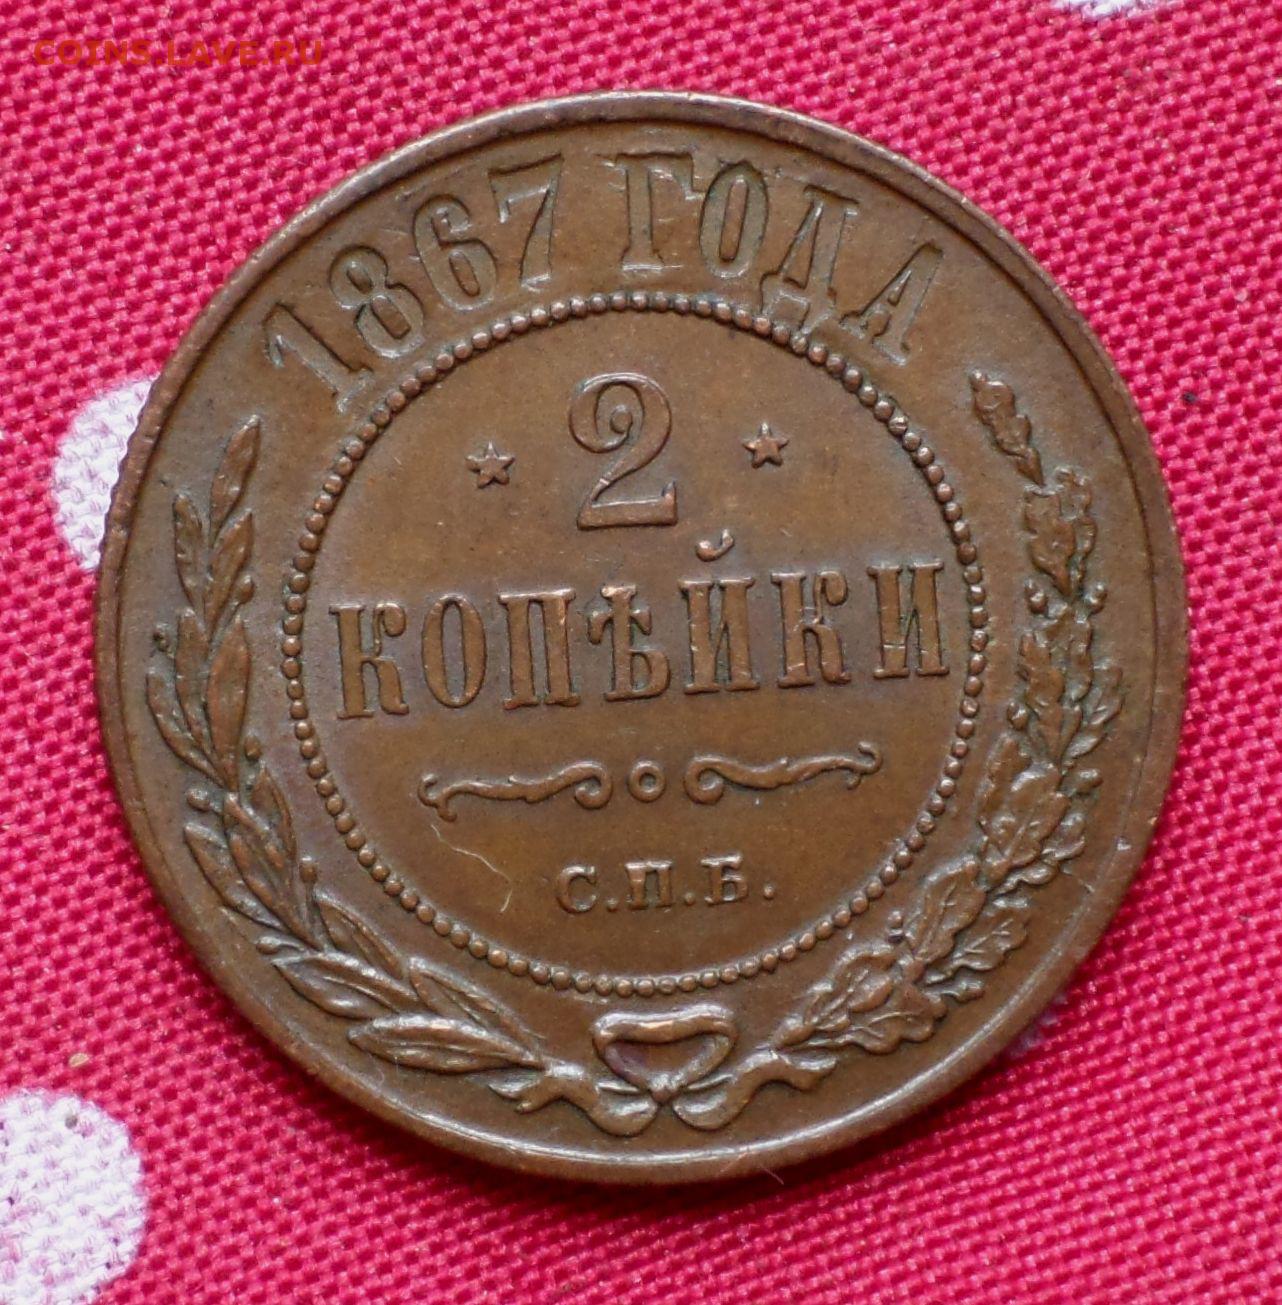 COINS.LAVE.RU
1867 ГОДА
2
КОПѢЙКИ
С.П.Б.